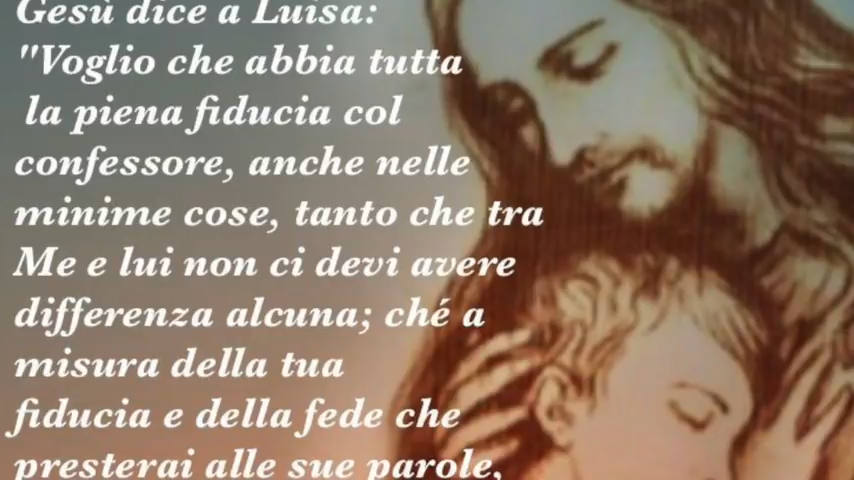 Gesù dice a Luisa:
"Voglio che abbia tutta
la piena fiducia col
confessore, anche nelle
minime cose, tanto che tra
Me e lui non ci devi avere
differenza alcuna; ché a
misura della tua
fiducia e della fede che
presterai alle sue parole,